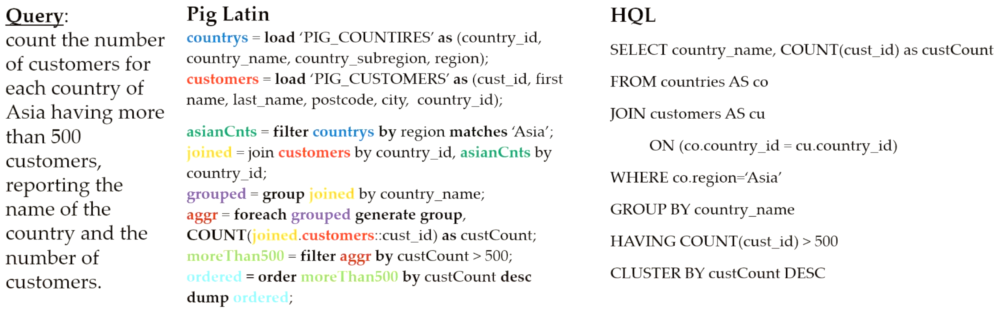 Query:
count the number
of customers for
each country of
Asia having more
than 500
customers,
reporting the
name of the
country and the
number of
customers.
Pig Latin
countrys = load ‘PIG_COUNTIRES’ as (country_id,
country_name, country_subregion, region);
customers = load ‘PIG_CUSTOMERS’ as (cust_id, first
name, last_name, postcode, city, country_id);
asianCnts = filter countrys by region matches ‘Asia’;
joined = join customers by country_id, asianCnts by
country_id;
grouped = group joined by country_name;
aggr = foreach grouped generate group,
COUNT(joined.customers::cust_id) as custCount;
moreThan500 = filter aggr by custCount > 500;
ordered = order moreThan500 by custCount desc
dump ordered;
HQL
SELECT country_name, COUNT(cust_id) as custCount
FROM countries AS co
JOIN customers AS cu
ON (co.country_id = cu.country_id)
WHERE co.region=‘Asia’
GROUP BY country_name
HAVING COUNT(cust_id) > 500
CLUSTER BY custCount DESC